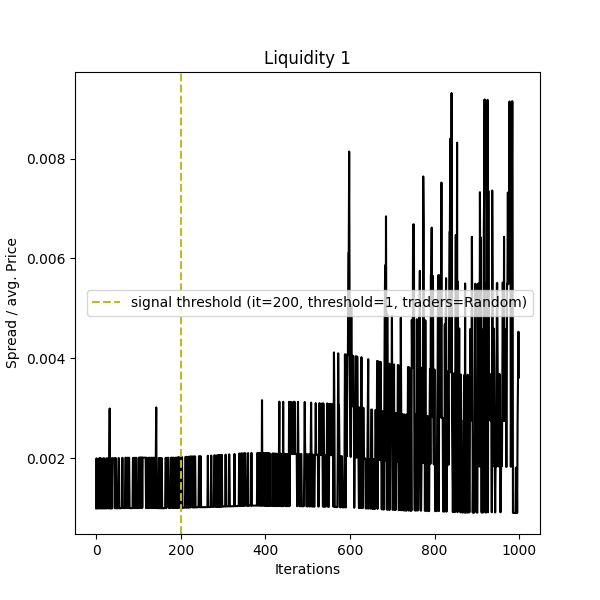 Liquidity 1
Spread / avg. Price
0.008
0.006
0.004
0.002
signal threshold (it=200, threshold=1, traders=Random)
0
200
400
600
800
1000
Iterations